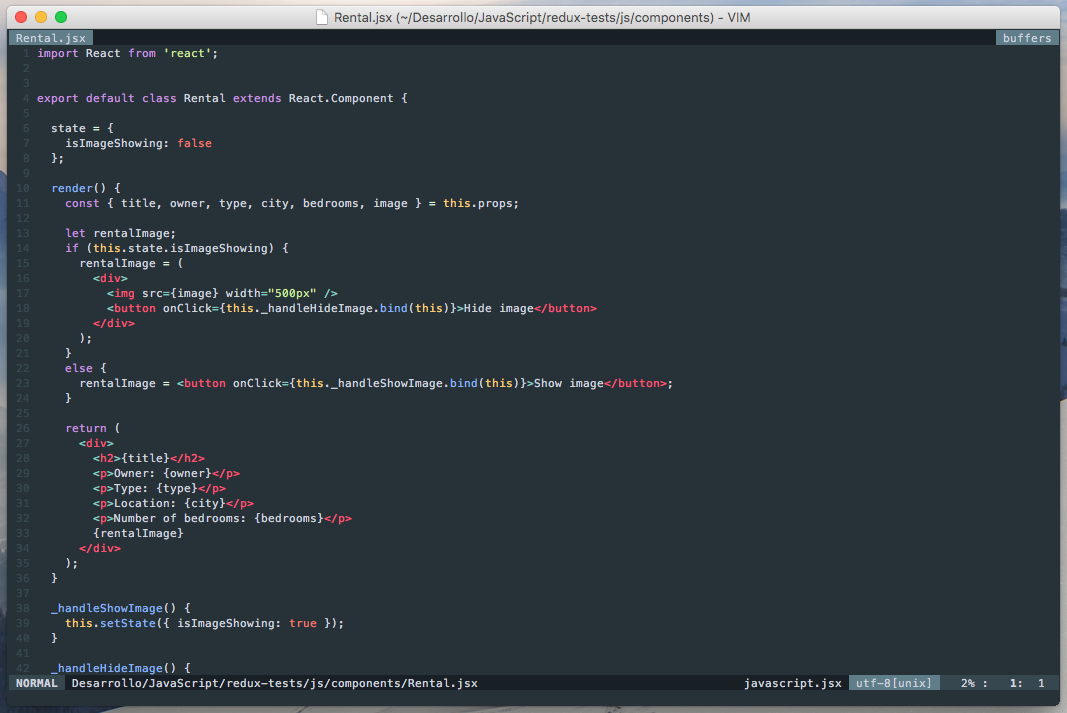 Rental.jsx (~/Desarrollo/JavaScript/redux-tests/js/components) - VIM
Rental.jsx buffers
1 import React from 'react';
2
3
4 export default class Rental extends React.Component {
5
6   state = {
7     isImageShowing: false
8   };
9
10   render() {
11     const { title, owner, type, city, bedrooms, image } = this.props;
12
13     let rentalImage;
14     if (this.state.isImageShowing) {
15       rentalImage = (
16         <div>
17           <img src={image} width="500px" />
18           <button onClick={this._handleHideImage.bind(this)}>Hide image</button>
19         </div>
20       );
21     }
22     else {
23       rentalImage = <button onClick={this._handleShowImage.bind(this)}>Show image</button>;
24     }
25
26     return (
27       <div>
28         <h2>{title}</h2>
29         <p>Owner: {owner}</p>
30         <p>Type: {type}</p>
31         <p>Location: {city}</p>
32         <p>Number of bedrooms: {bedrooms}</p>
33         {rentalImage}
34       </div>
35     );
36   }
37
38   _handleShowImage() {
39     this.setState({ isImageShowing: true });
40   }
41
42   _handleHideImage() {
NORMAL Desarrollo/JavaScript/redux-tests/js/components/Rental.jsx javascript.jsx utf-8[unix] 2% : 1: 1